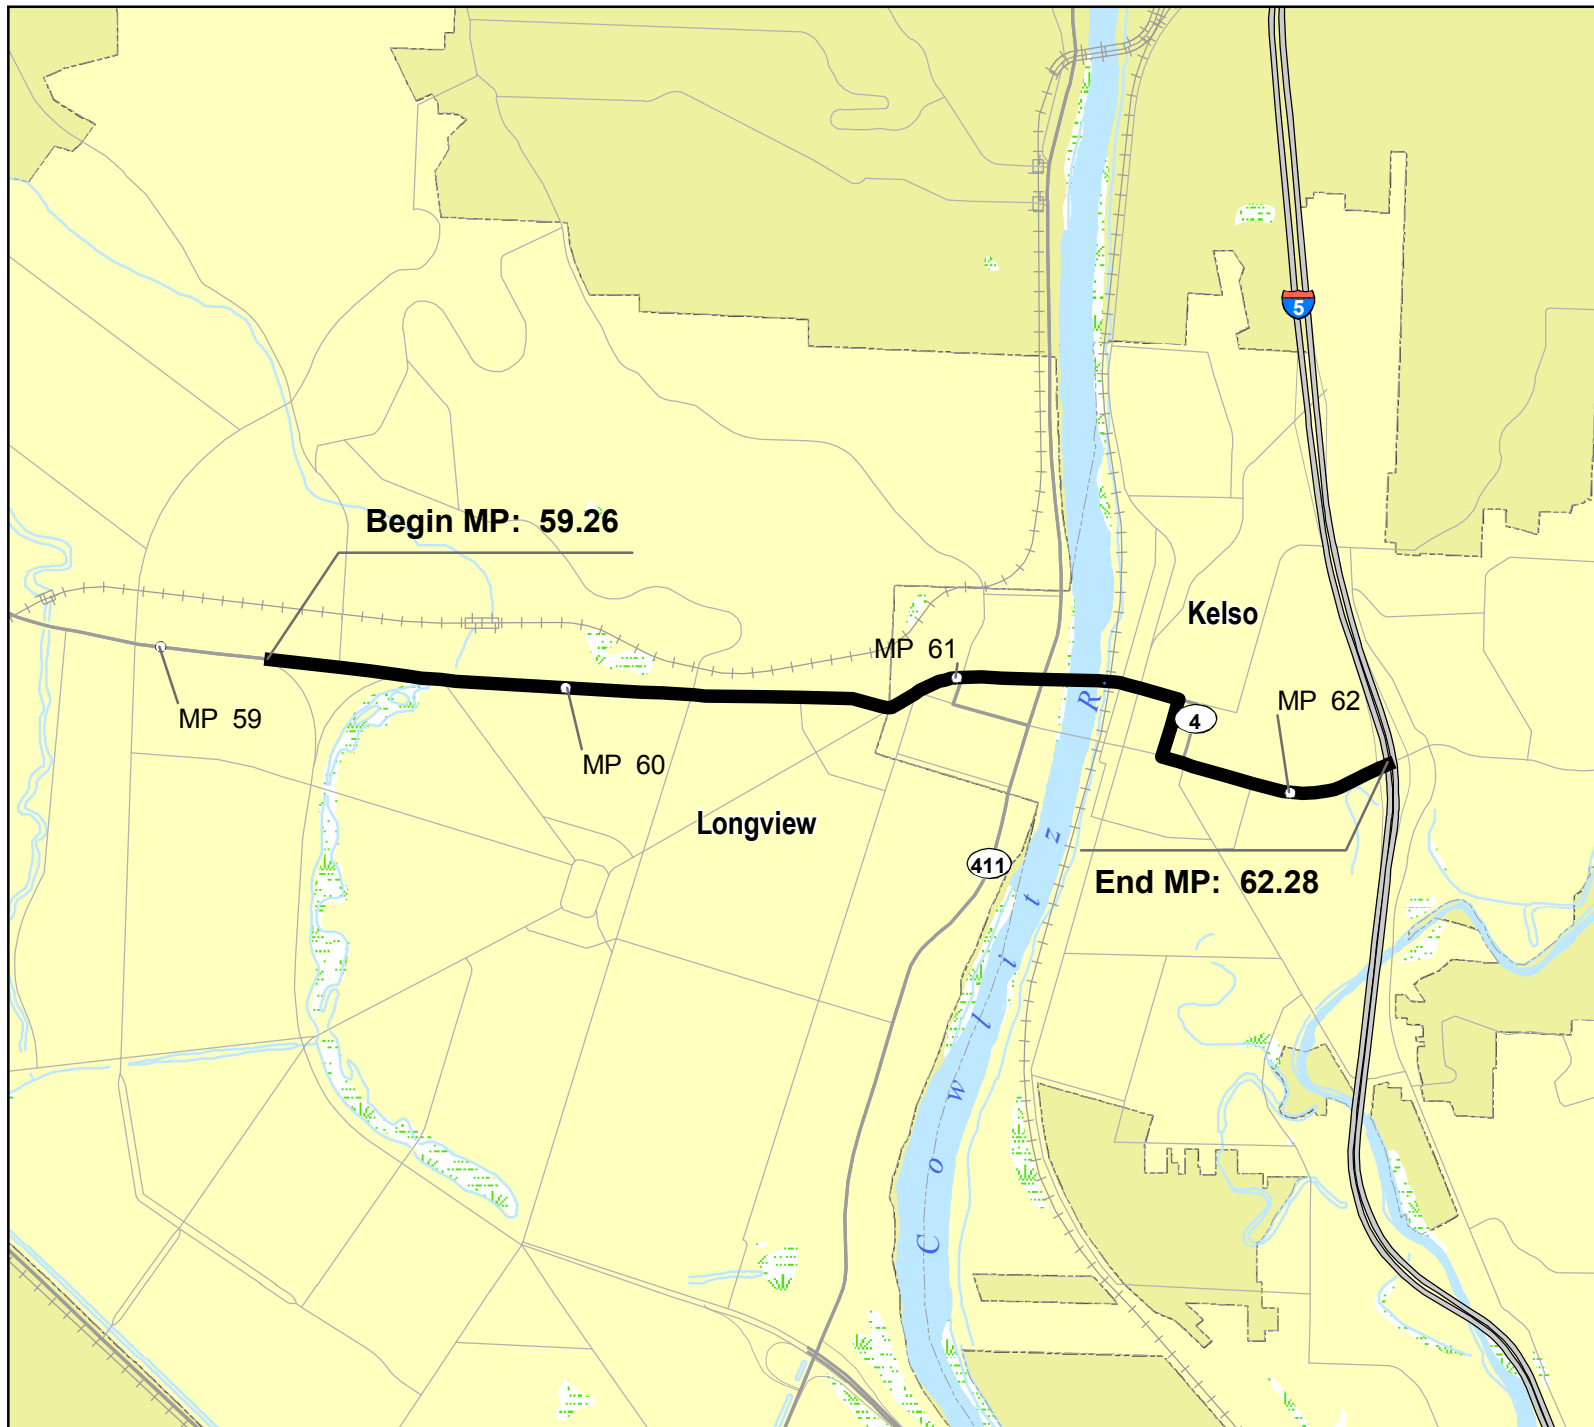 5
Begin MP: 59.26
Kelso
MP 61
MP 59
MP 62
4
MP 60
Longview
411
End MP: 62.28
Cowlitz R.